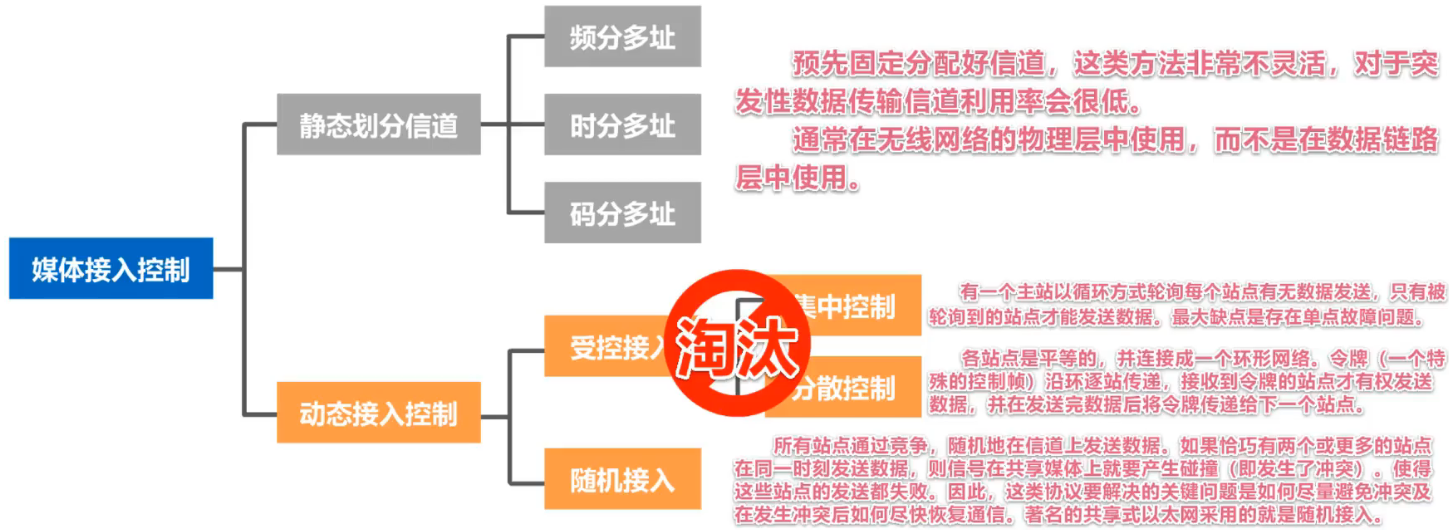 频分多址
预先固定分配好信道，这类方法非常不灵活，对于突
发性数据传输信道利用率会很低。
静态划分信道
时分多址
通常在无线网络的物理层中使用，而不是在数据链路
层中使用。
码分多址
媒体接入控制
集中控制
有一个主站以循环方式轮询每个站点有无数据发送，只有被
轮询到的站点才能发送数据。最大缺点是存在单点故障问题。
受控接入
淘汰
分散控制
各站点是平等的，并连接成一个环形网络。令牌（一个特
殊的控制帧）沿环逐站传递，接收到令牌的站点才有权发送
数据，并在发送完数据后将令牌传递给下一个站点。
动态接入控制
随机接入
所有站点通过竞争，随机地在信道上发送数据。如果恰巧有两个或更多的站点
在同一时刻发送数据，则信号在共享媒体上就要产生碰撞（即发生了冲突）。使得
这些站点的发送都失败。因此，这类协议要解决的关键问题是如何尽量避免冲突及
在发生冲突后如何尽快恢复通信。著名的共享式以太网采用的就是随机接入。